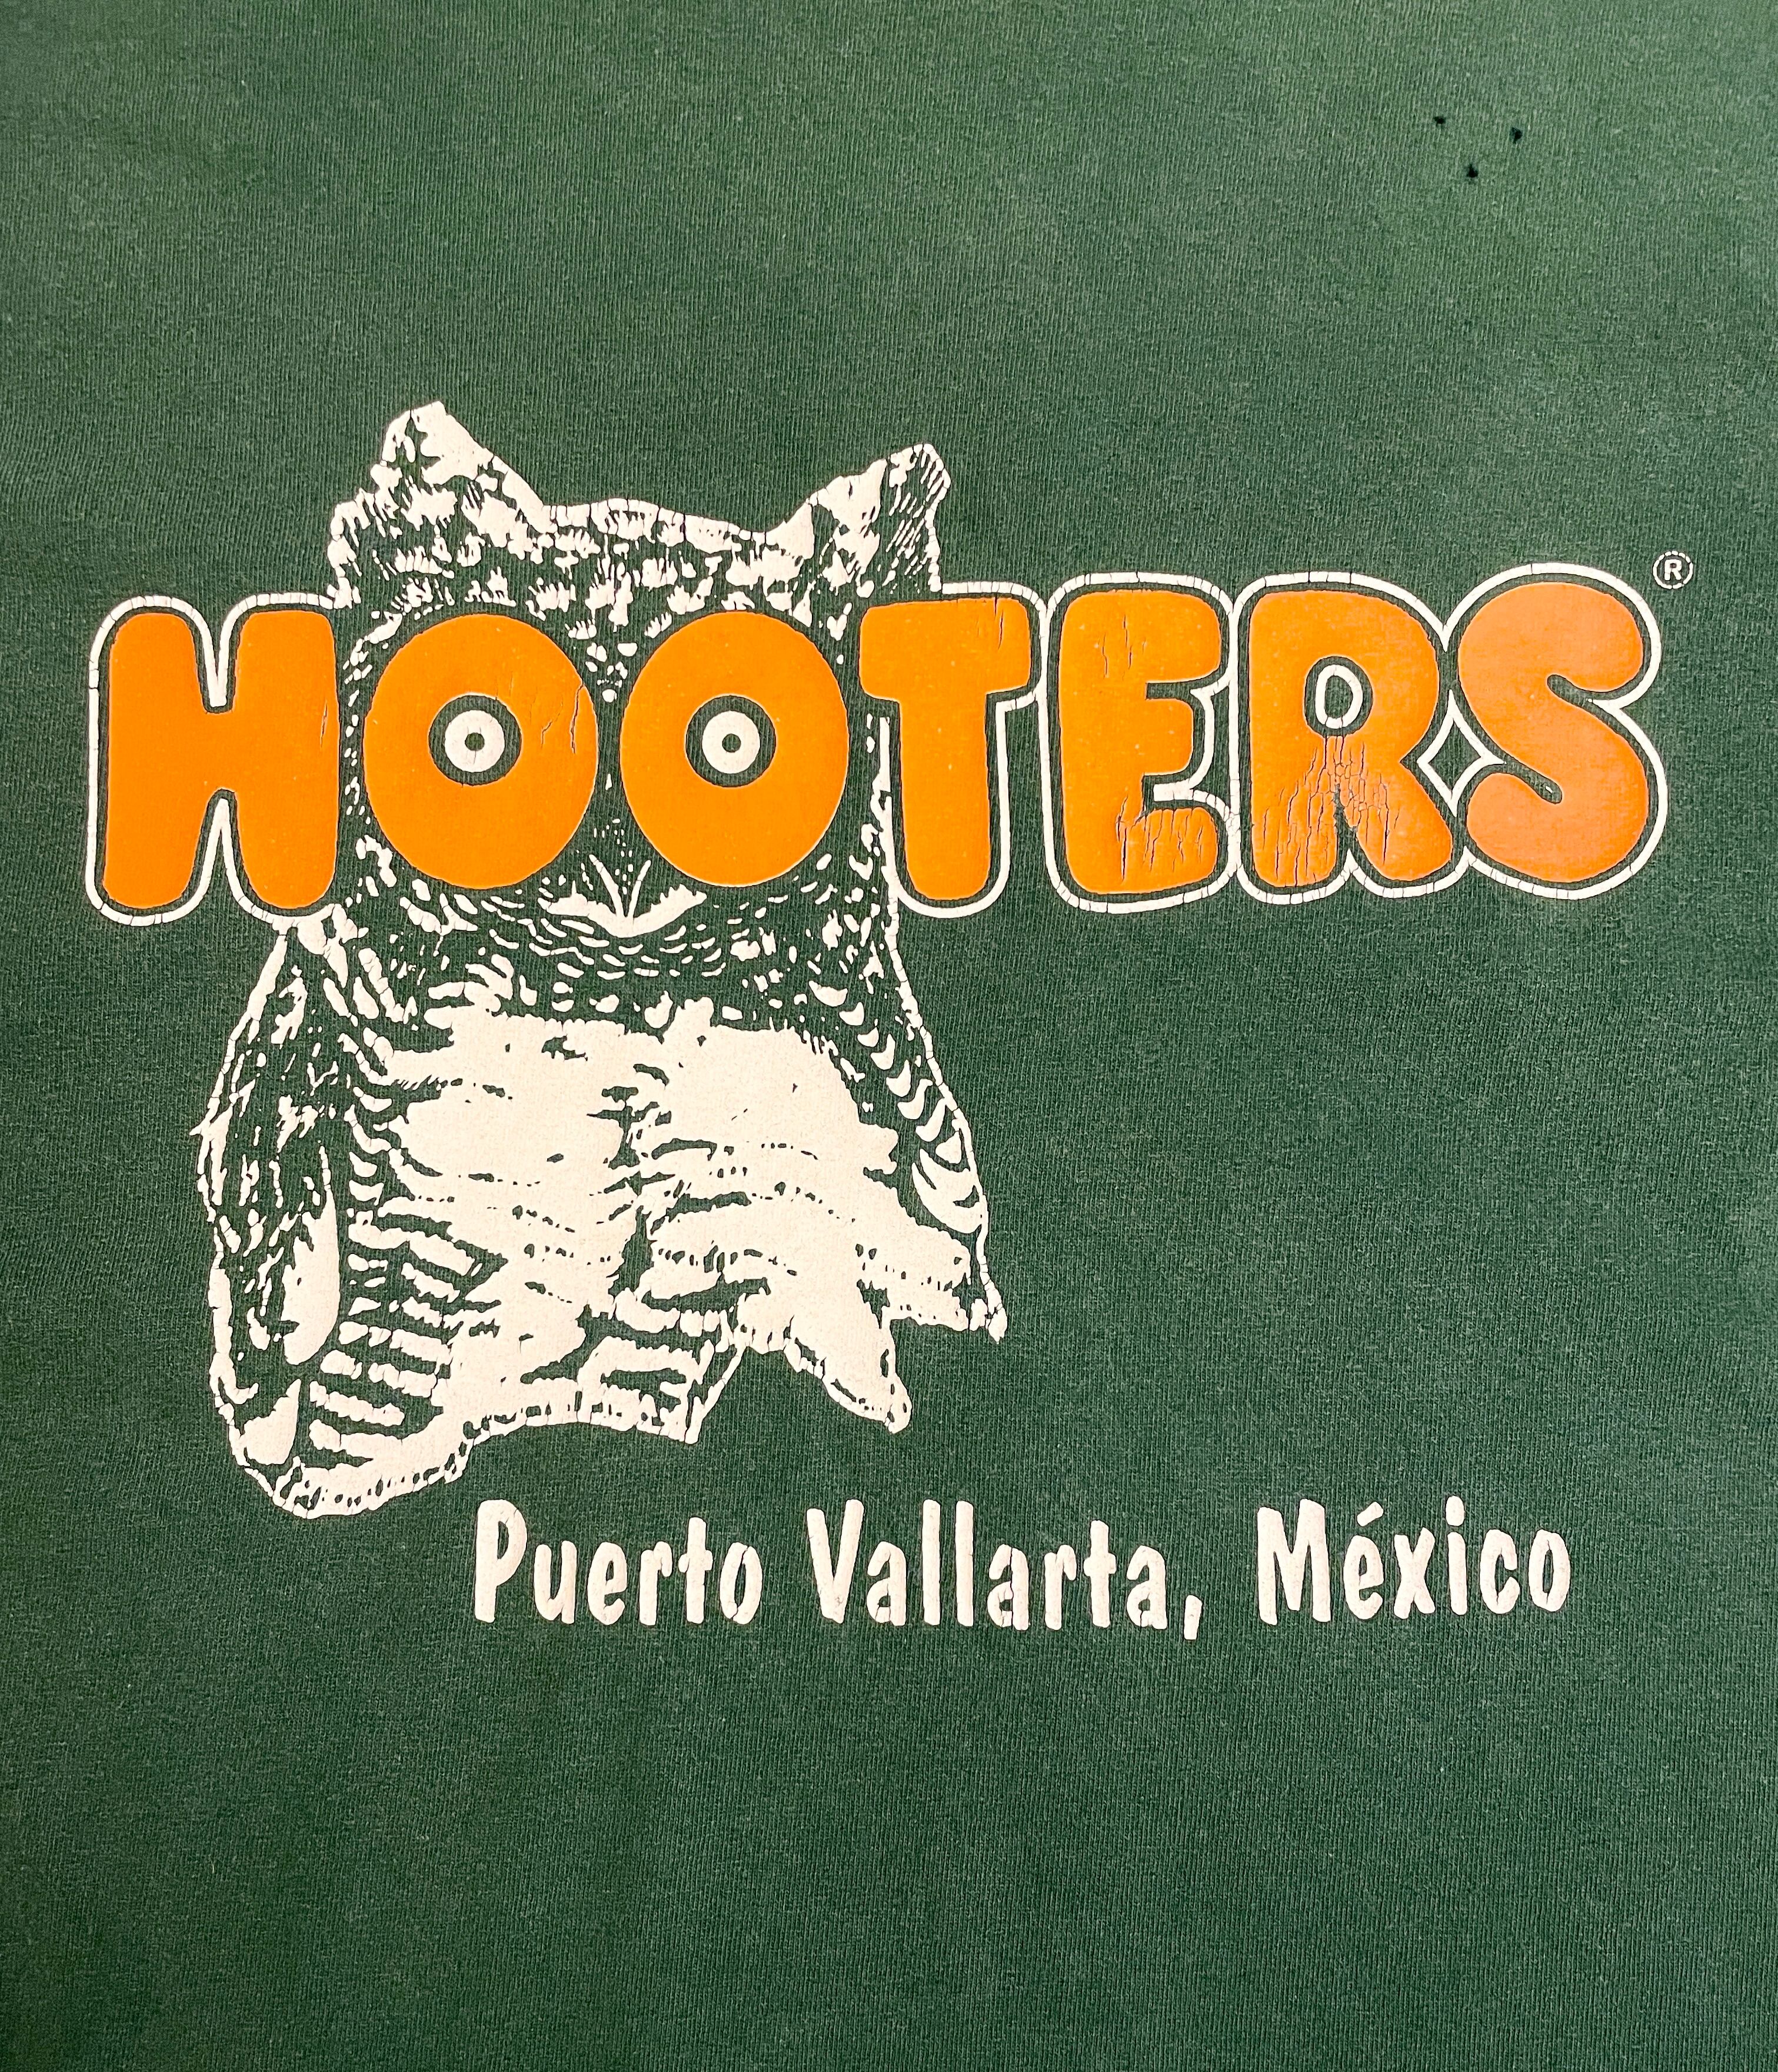 HOOTERS®
Puerto Vallarta, México